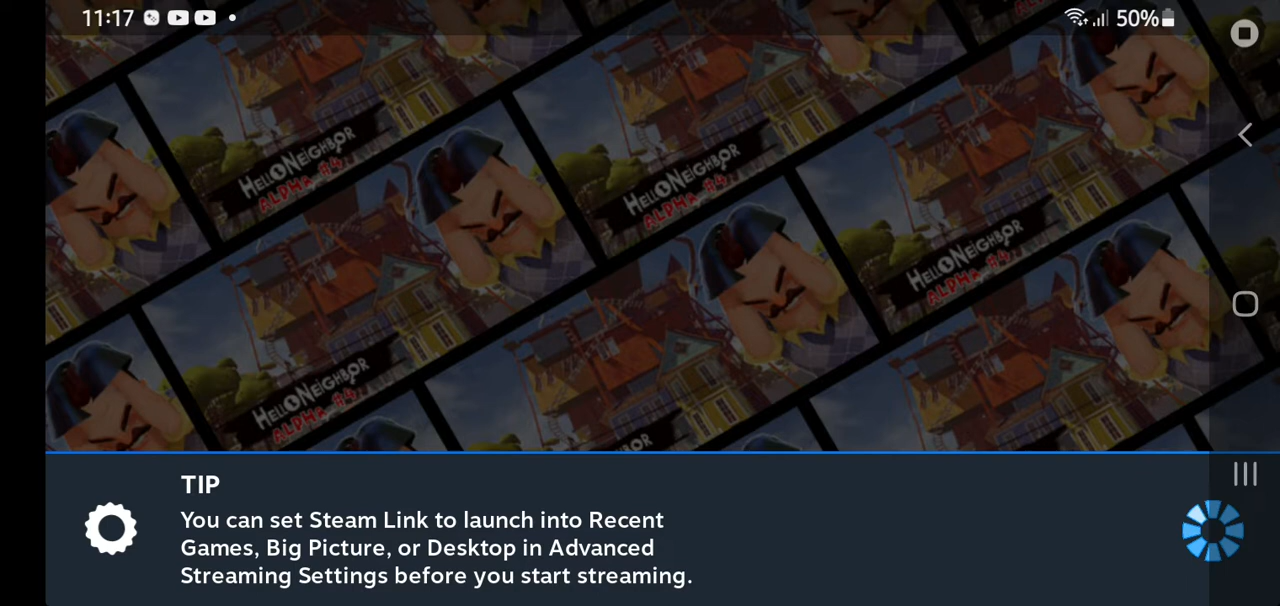 11:17
50%
HELLO NEIGHBOR
ALPHA #4
HELLO NEIGHBOR
ALPHA #4
HELLO NEIGHBOR
ALPHA #4
HELLO NEIGHBOR
ALPHA #4
TIP
You can set Steam Link to launch into Recent
Games, Big Picture, or Desktop in Advanced
Streaming Settings before you start streaming.